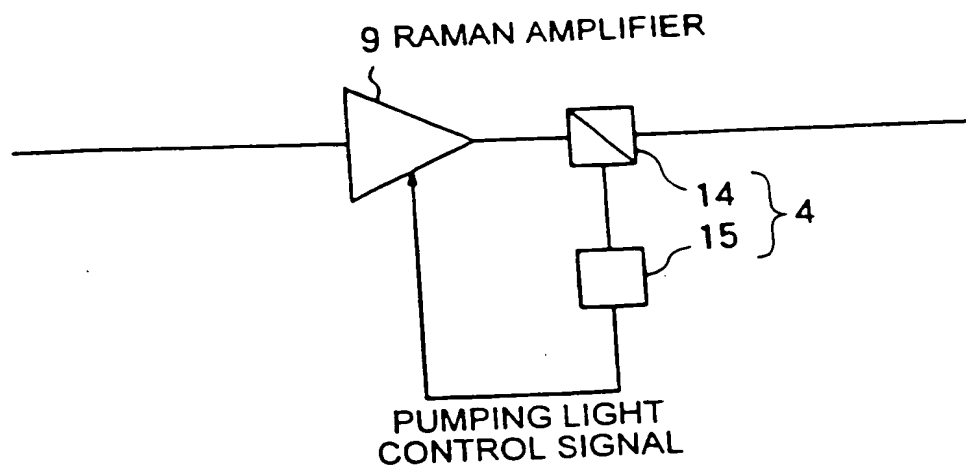 9 RAMAN AMPLIFIER
14
15
4
PUMPING LIGHT
CONTROL SIGNAL